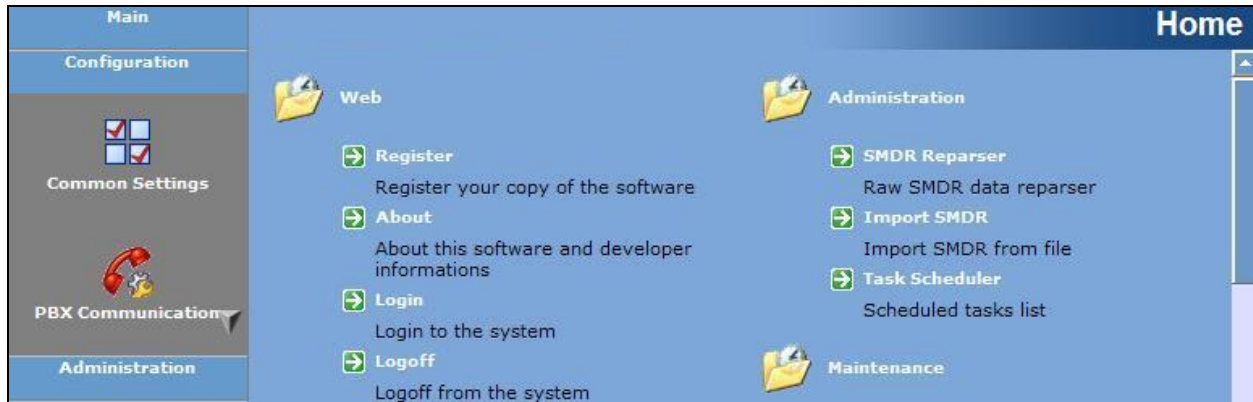 Main
Configuration
Common Settings
PBX Communication
Administration
Home
Web
Register
Register your copy of the software
About
About this software and developer
informations
Login
Login to the system
Logoff
Logoff from the system
Administration
SMDR Reparser
Raw SMDR data reparser
Import SMDR
Import SMDR from file
Task Scheduler
Scheduled tasks list
Maintenance